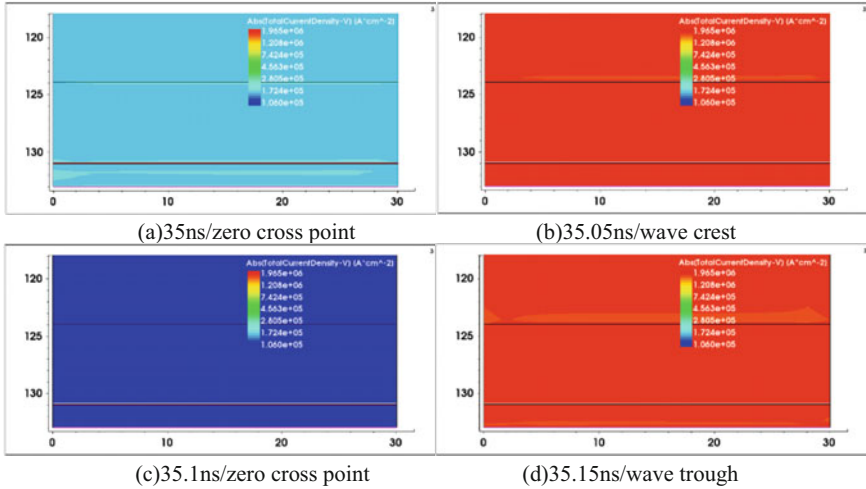 Abs(TotalCurrentDensity-V) (A*cm^-2)
1.965e+06
1.208e+06
7.424e+05
4.563e+05
2.805e+05
1.724e+05
1.060e+05
120
125
130
0
10
20
30
(a)35ns/zero cross point
Abs(TotalCurrentDensity-V) (A*cm^-2)
1.965e+06
1.208e+06
7.424e+05
4.563e+05
2.805e+05
1.724e+05
1.060e+05
120
125
130
0
10
20
30
(b)35.05ns/wave crest
Abs(TotalCurrentDensity-V) (A*cm^-2)
1.965e+06
1.208e+06
7.424e+05
4.563e+05
2.805e+05
1.724e+05
1.060e+05
120
125
130
0
10
20
30
(c)35.1ns/zero cross point
Abs(TotalCurrentDensity-V) (A*cm^-2)
1.965e+06
1.208e+06
7.424e+05
4.563e+05
2.805e+05
1.724e+05
1.060e+05
120
125
130
0
10
20
30
(d)35.15ns/wave trough